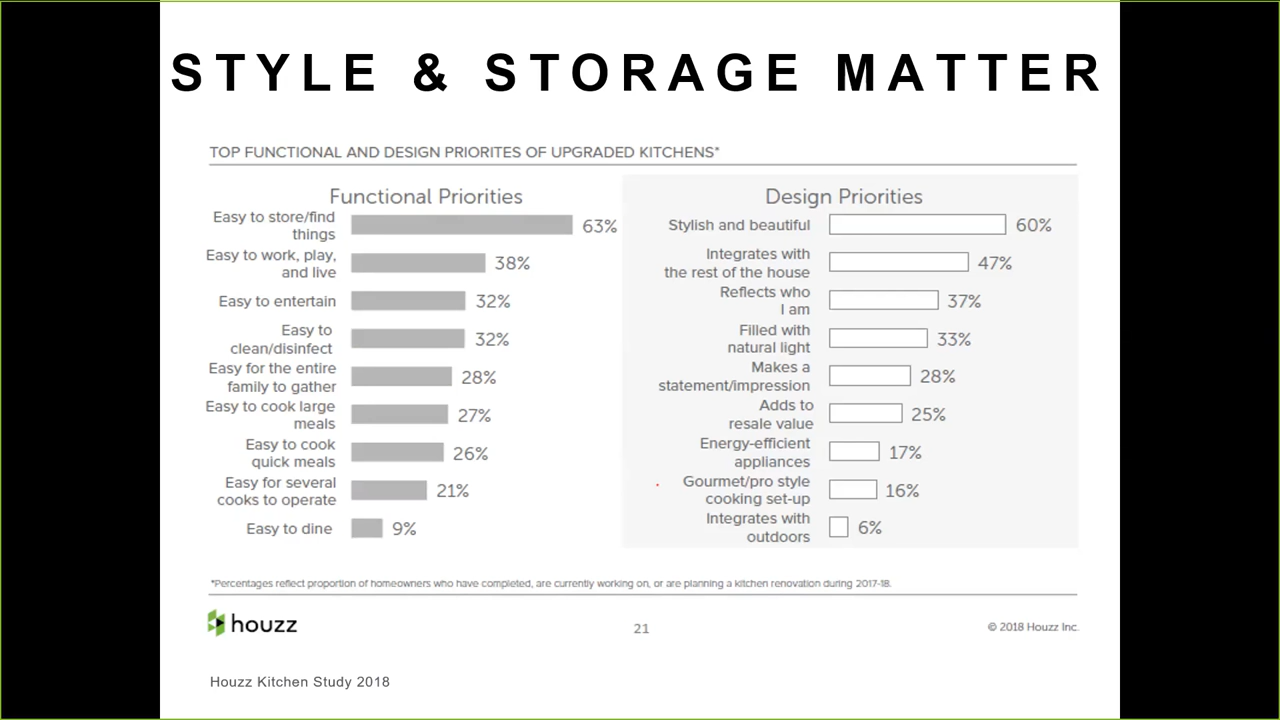 STYLE & STORAGE MATTER
TOP FUNCTIONAL AND DESIGN PRIORITES OF UPGRADED KITCHENS*
Functional Priorities
Easy to store/find
things
63%
Easy to work, play,
and live
38%
Easy to entertain
32%
Easy to
clean/disinfect
32%
Easy for the entire
family to gather
28%
Easy to cook large
meals
27%
Easy to cook
quick meals
26%
Easy for several
cooks to operate
21%
Easy to dine
9%
Design Priorities
Stylish and beautiful
60%
Integrates with
the rest of the house
47%
Reflects who
I am
37%
Filled with
natural light
33%
Makes a
statement/impression
28%
Adds to
resale value
25%
Energy-efficient
appliances
17%
Gourmet/pro style
cooking set-up
16%
Integrates with
outdoors
6%
*Percentages reflect proportion of homeowners who have completed, are currently working on, or are planning a kitchen renovation during 2017-18.
houzz
21
© 2018 Houzz Inc.
Houzz Kitchen Study 2018